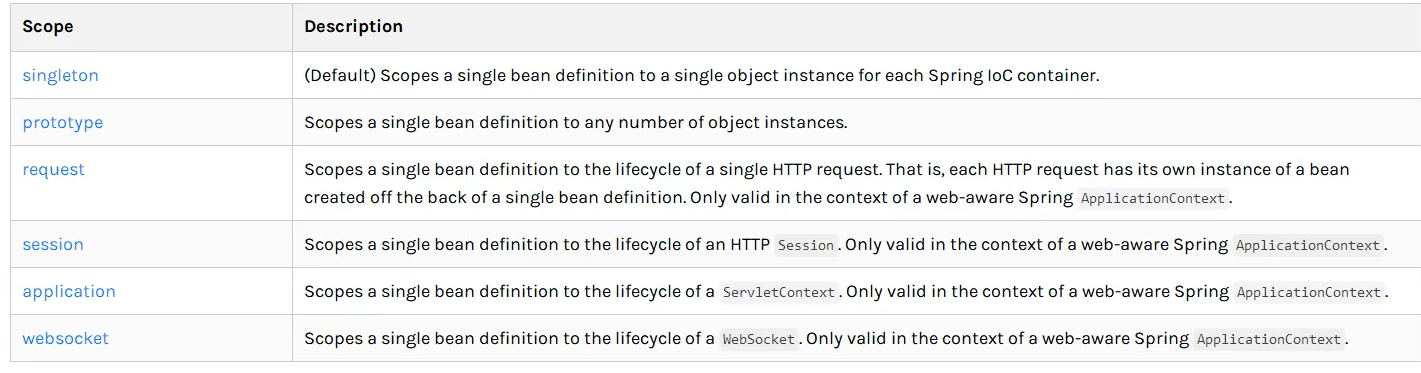 Scope Description
singleton (Default) Scopes a single bean definition to a single object instance for each Spring IoC container.
prototype Scopes a single bean definition to any number of object instances.
request Scopes a single bean definition to the lifecycle of a single HTTP request. That is, each HTTP request has its own instance of a bean
created off the back of a single bean definition. Only valid in the context of a web-aware Spring ApplicationContext.
session Scopes a single bean definition to the lifecycle of an HTTP Session. Only valid in the context of a web-aware Spring ApplicationContext.
application Scopes a single bean definition to the lifecycle of a ServletContext. Only valid in the context of a web-aware Spring ApplicationContext.
websocket Scopes a single bean definition to the lifecycle of a WebSocket. Only valid in the context of a web-aware Spring ApplicationContext.